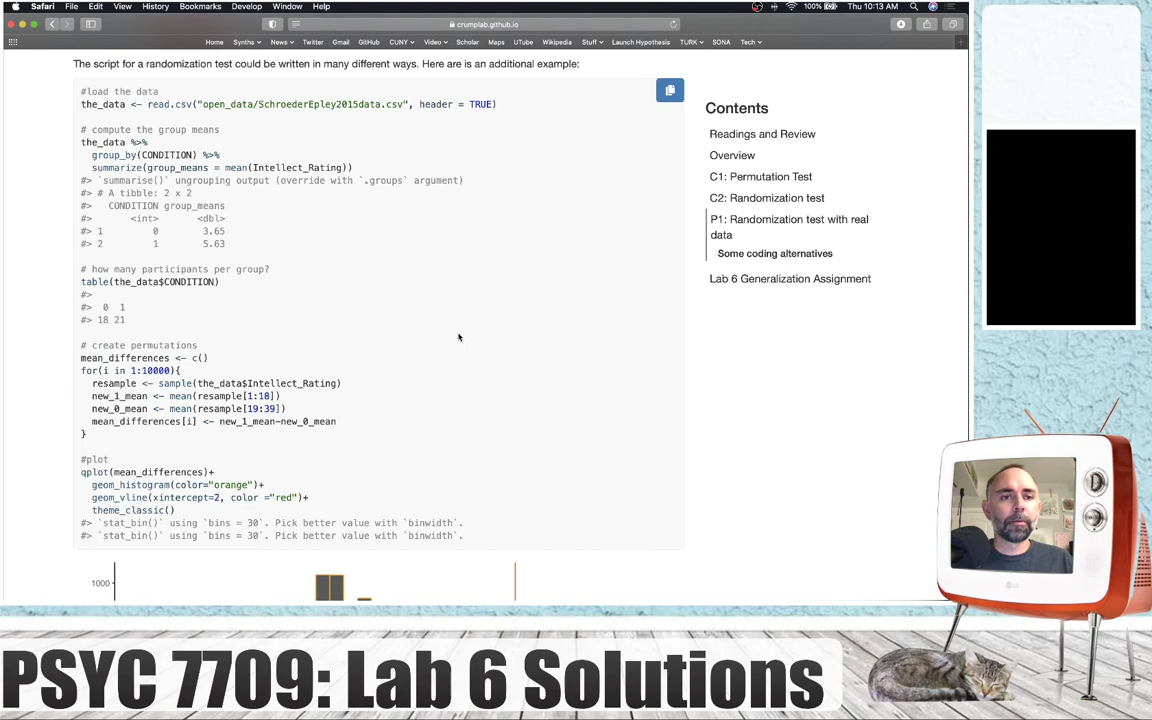 Safari File Edit View History Bookmarks Develop Window Help 100% Thu 10:13 AM
crumplab.github.io
Home Synths News Twitter Gmail GitHub CUNY Video Scholar Maps UTube Wikipedia Stuff Launch Hypothesis TURK SONA Tech
The script for a randomization test could be written in many different ways. Here are is an additional example:
#load the data
the_data <- read.csv("open_data/SchroederEpley2015data.csv", header = TRUE)
# compute the group means
the_data %>%
  group_by(CONDITION) %>%
  summarize(group_means = mean(Intellect_Rating))
#> `summarise()` ungrouping output (override with `.groups` argument)
#> # A tibble: 2 x 2
#>   CONDITION group_means
#>       <int>       <dbl>
#> 1         0        3.65
#> 2         1        5.63
# how many participants per group?
table(the_data$CONDITION)
#>
#>  0  1
#> 18 21
# create permutations
mean_differences <- c()
for(i in 1:10000){
  resample <- sample(the_data$Intellect_Rating)
  new_1_mean <- mean(resample[1:18])
  new_0_mean <- mean(resample[19:39])
  mean_differences[i] <- new_1_mean-new_0_mean
}
#plot
qplot(mean_differences)+
  geom_histogram(color="orange")+
  geom_vline(xintercept=2, color ="red")+
  theme_classic()
#> `stat_bin()` using `bins = 30`. Pick better value with `binwidth`.
#> `stat_bin()` using `bins = 30`. Pick better value with `binwidth`.
1000
Contents
Readings and Review
Overview
C1: Permutation Test
C2: Randomization test
P1: Randomization test with real
data
Some coding alternatives
Lab 6 Generalization Assignment
LG
PSYC 7709: Lab 6 Solutions